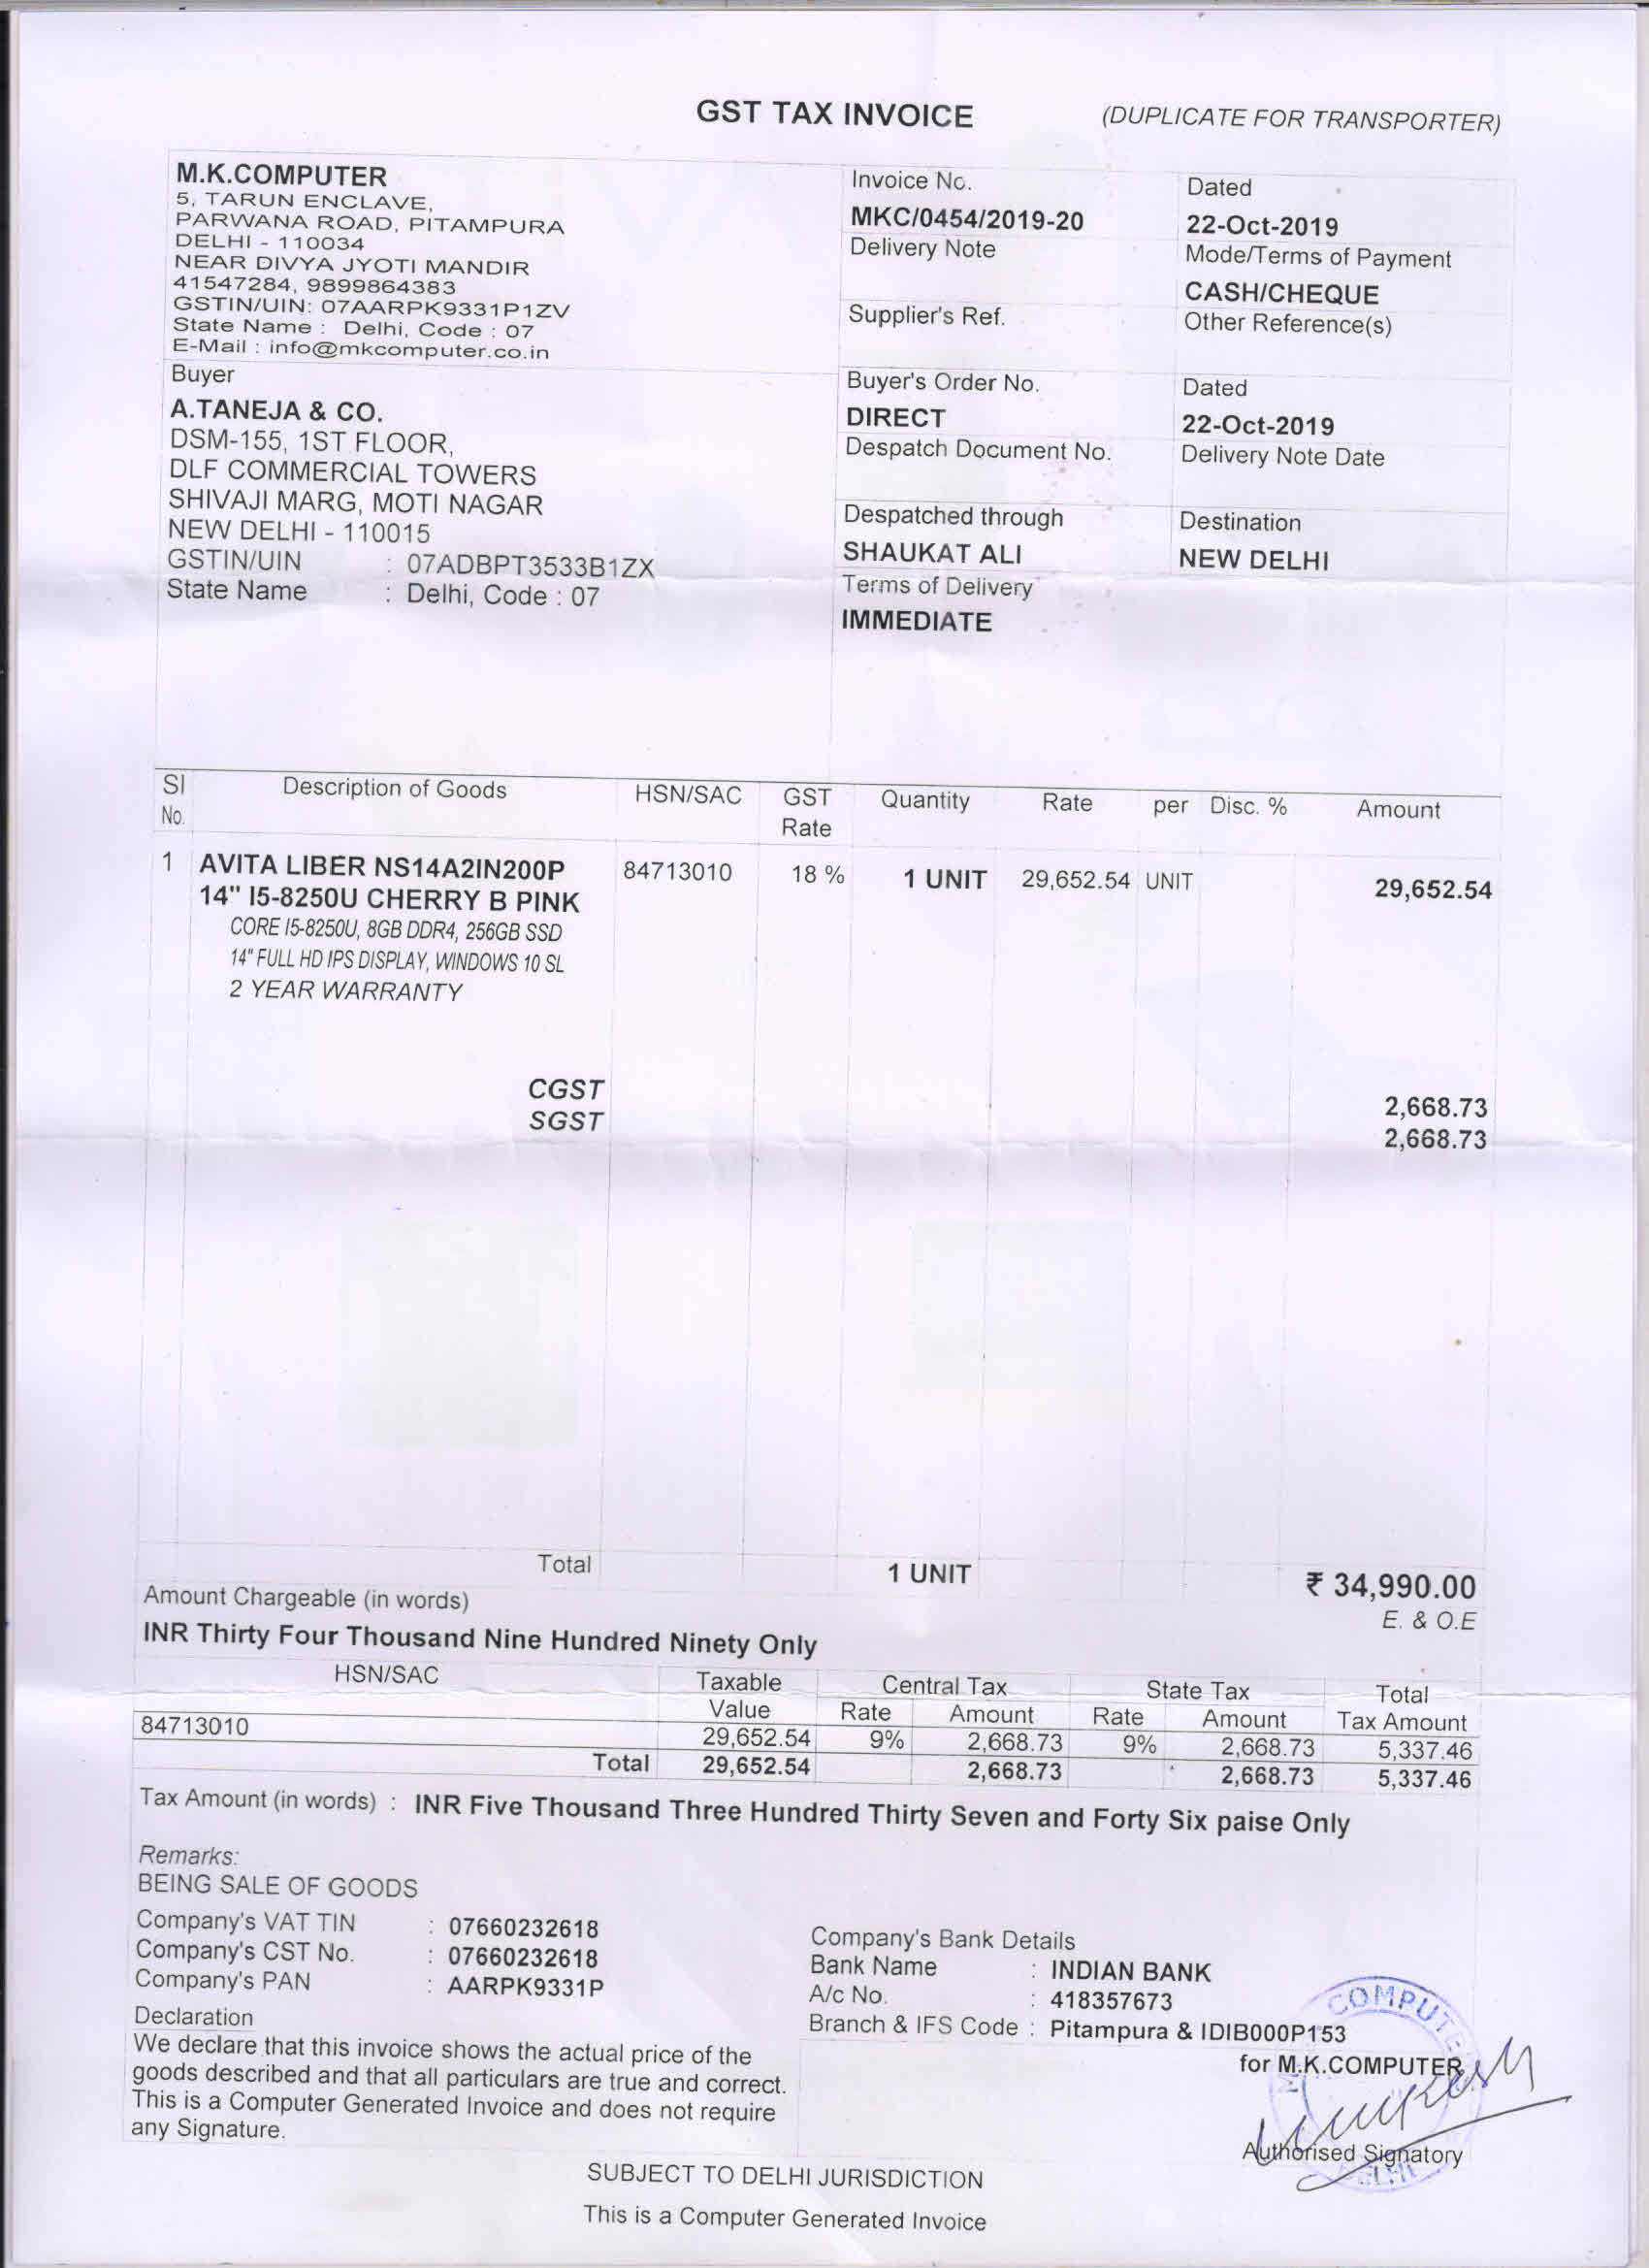 GST TAX INVOICE
(DUPLICATE FOR TRANSPORTER)
M.K.COMPUTER
5, TARUN ENCLAVE,
PARWANA ROAD, PITAMPURA
DELHI - 110034
NEAR DIVYA JYOTI MANDIR
41547284, 9899864383
GSTIN/UIN: 07AARPK9331P1ZV
State Name : Delhi, Code : 07
E-Mail : info@mkcomputer.co.in
Invoice No.
MKC/0454/2019-20
Dated
22-Oct-2019
Delivery Note
Mode/Terms of Payment
CASH/CHEQUE
Supplier's Ref.
Other Reference(s)
Buyer
A.TANEJA & CO.
DSM-155, 1ST FLOOR,
DLF COMMERCIAL TOWERS
SHIVAJI MARG, MOTI NAGAR
NEW DELHI - 110015
GSTIN/UIN : 07ADBPT3533B1ZX
State Name : Delhi, Code : 07
Buyer's Order No.
DIRECT
Dated
22-Oct-2019
Despatch Document No.
Delivery Note Date
Despatched through
SHAUKAT ALI
Destination
NEW DELHI
Terms of Delivery
IMMEDIATE
SI No. Description of Goods HSN/SAC GST Rate Quantity Rate per Disc. % Amount
1 AVITA LIBER NS14A2IN200P 84713010 18 % 1 UNIT 29,652.54 UNIT 29,652.54
14" I5-8250U CHERRY B PINK
CORE I5-8250U, 8GB DDR4, 256GB SSD
14" FULL HD IPS DISPLAY, WINDOWS 10 SL
2 YEAR WARRANTY
CGST 2,668.73
SGST 2,668.73
Total 1 UNIT ₹ 34,990.00
Amount Chargeable (in words) E. & O.E
INR Thirty Four Thousand Nine Hundred Ninety Only
HSN/SAC Taxable Value Central Tax State Tax Total Tax Amount
Rate Amount Rate Amount
84713010 29,652.54 9% 2,668.73 9% 2,668.73 5,337.46
Total 29,652.54 2,668.73 2,668.73 5,337.46
Tax Amount (in words) : INR Five Thousand Three Hundred Thirty Seven and Forty Six paise Only
Remarks:
BEING SALE OF GOODS
Company's VAT TIN : 07660232618
Company's CST No. : 07660232618
Company's PAN : AARPK9331P
Declaration
We declare that this invoice shows the actual price of the
goods described and that all particulars are true and correct.
This is a Computer Generated Invoice and does not require
any Signature.
Company's Bank Details
Bank Name : INDIAN BANK
A/c No. : 418357673
Branch & IFS Code : Pitampura & IDIB000P153
for M.K.COMPUTER
Authorised Signatory
SUBJECT TO DELHI JURISDICTION
This is a Computer Generated Invoice